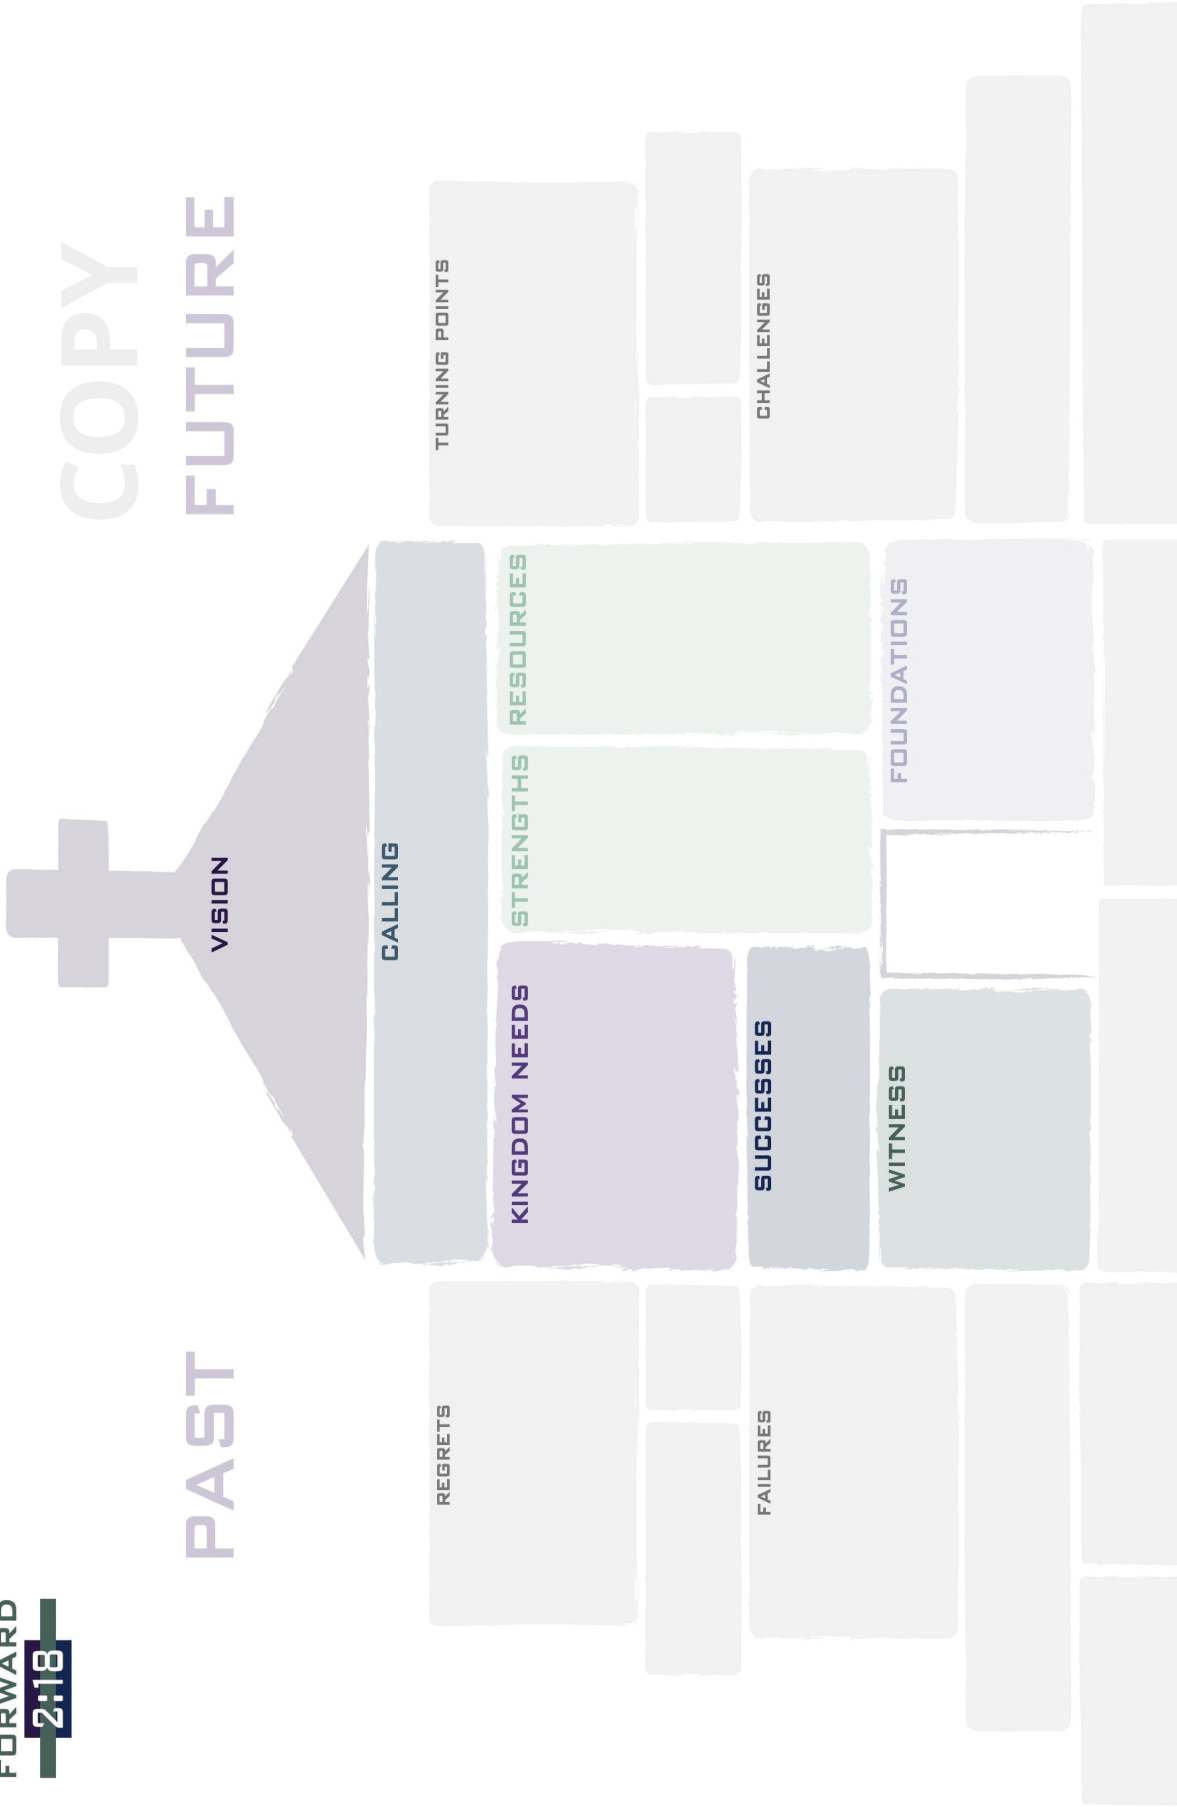 FORWARD
2:18
COPY
PAST
FUTURE
VISION
CALLING
REGRETS
KINGDOM NEEDS
STRENGTHS
RESOURCES
TURNING POINTS
FAILURES
SUCCESSES
CHALLENGES
WITNESS
FOUNDATIONS